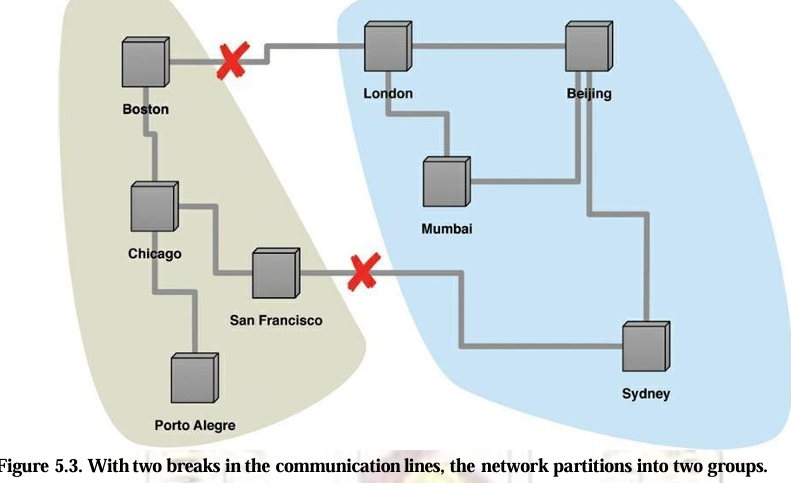 Boston
London
Beijing
Mumbai
Chicago
San Francisco
Sydney
Porto Alegre
Figure 5.3. With two breaks in the communication lines, the network partitions into two groups.